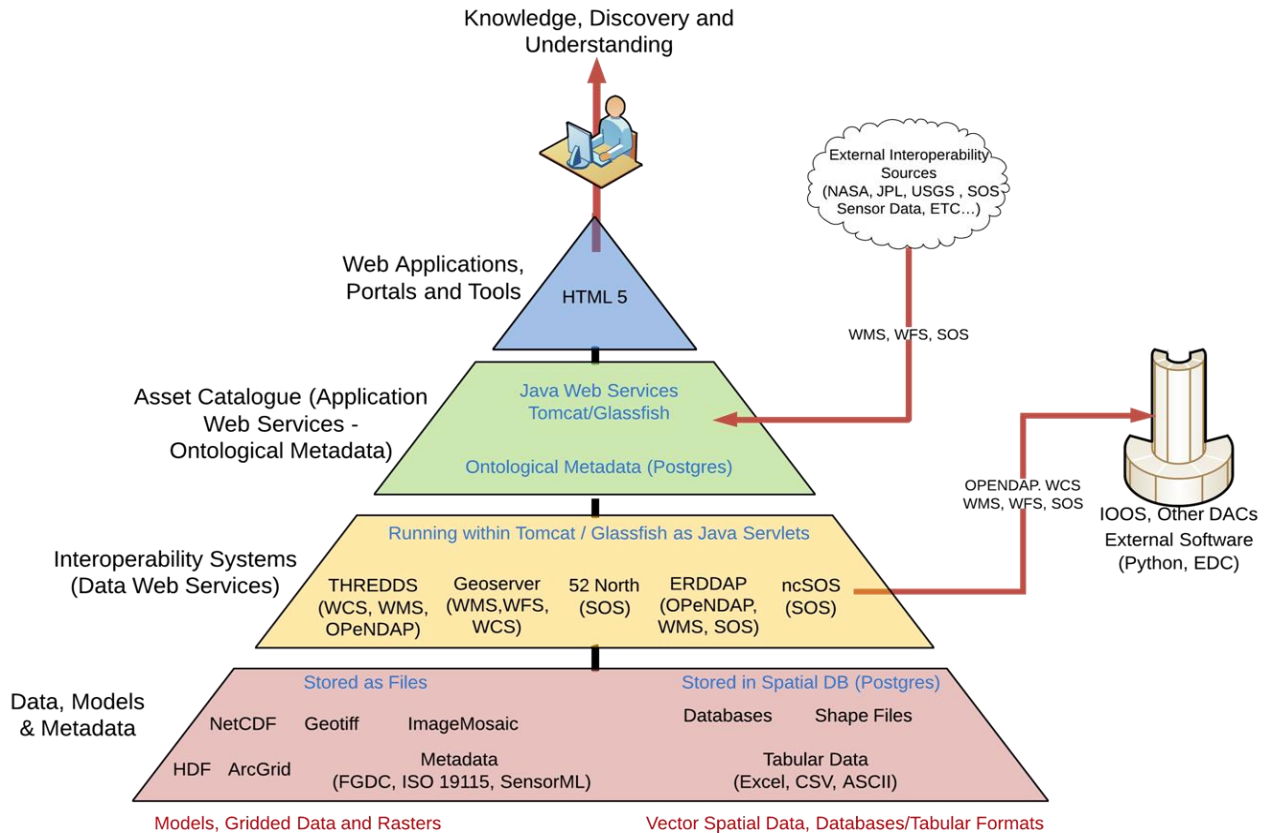 Knowledge, Discovery and
Understanding
External Interoperability
Sources
(NASA, JPL, USGS , SOS
Sensor Data, ETC…)
Web Applications,
Portals and Tools
HTML 5
WMS, WFS, SOS
Asset Catalogue (Application
Web Services -
Ontological Metadata)
Java Web Services
Tomcat/Glassfish
Ontological Metadata (Postgres)
OPENDAP. WCS
WMS, WFS, SOS
IOOS, Other DACs
External Software
(Python, EDC)
Interoperability Systems
(Data Web Services)
Running within Tomcat / Glassfish as Java Servlets
THREDDS
(WCS, WMS,
OPeNDAP)
Geoserver
(WMS,WFS,
WCS)
52 North
(SOS)
ERDDAP
(OPeNDAP,
WMS, SOS)
ncSOS
(SOS)
Data, Models
& Metadata
Stored as Files
NetCDF
Geotiff
ImageMosaic
HDF
ArcGrid
Metadata
(FGDC, ISO 19115, SensorML)
Stored in Spatial DB (Postgres)
Databases
Shape Files
Tabular Data
(Excel, CSV, ASCII)
Models, Gridded Data and Rasters
Vector Spatial Data, Databases/Tabular Formats